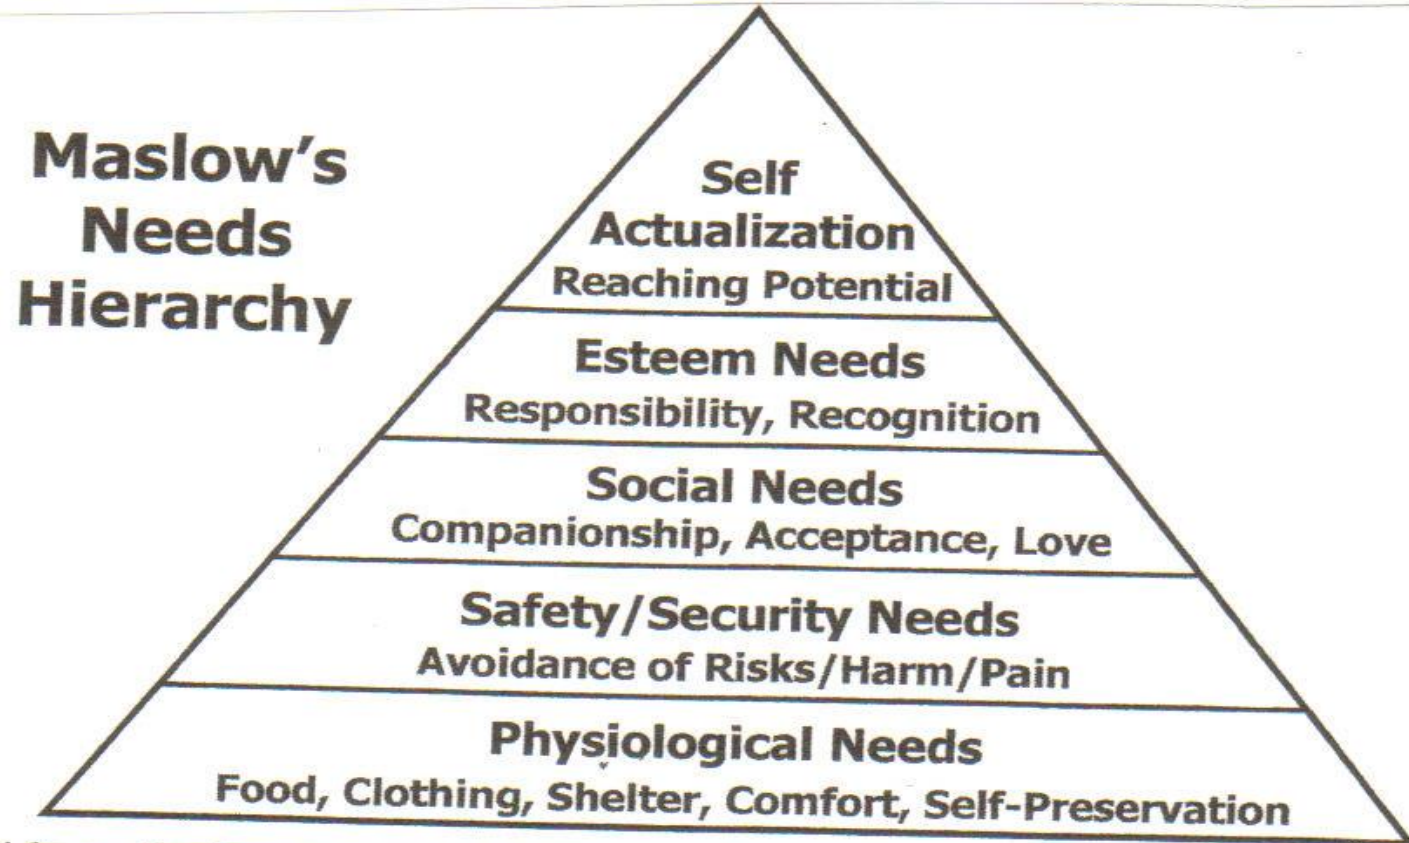 Maslow's
Needs
Hierarchy
Self
Actualization
Reaching Potential
Esteem Needs
Responsibility, Recognition
Social Needs
Companionship, Acceptance, Love
Safety/Security Needs
Avoidance of Risks/Harm/Pain
Physiological Needs
Food, Clothing, Shelter, Comfort, Self-Preservation